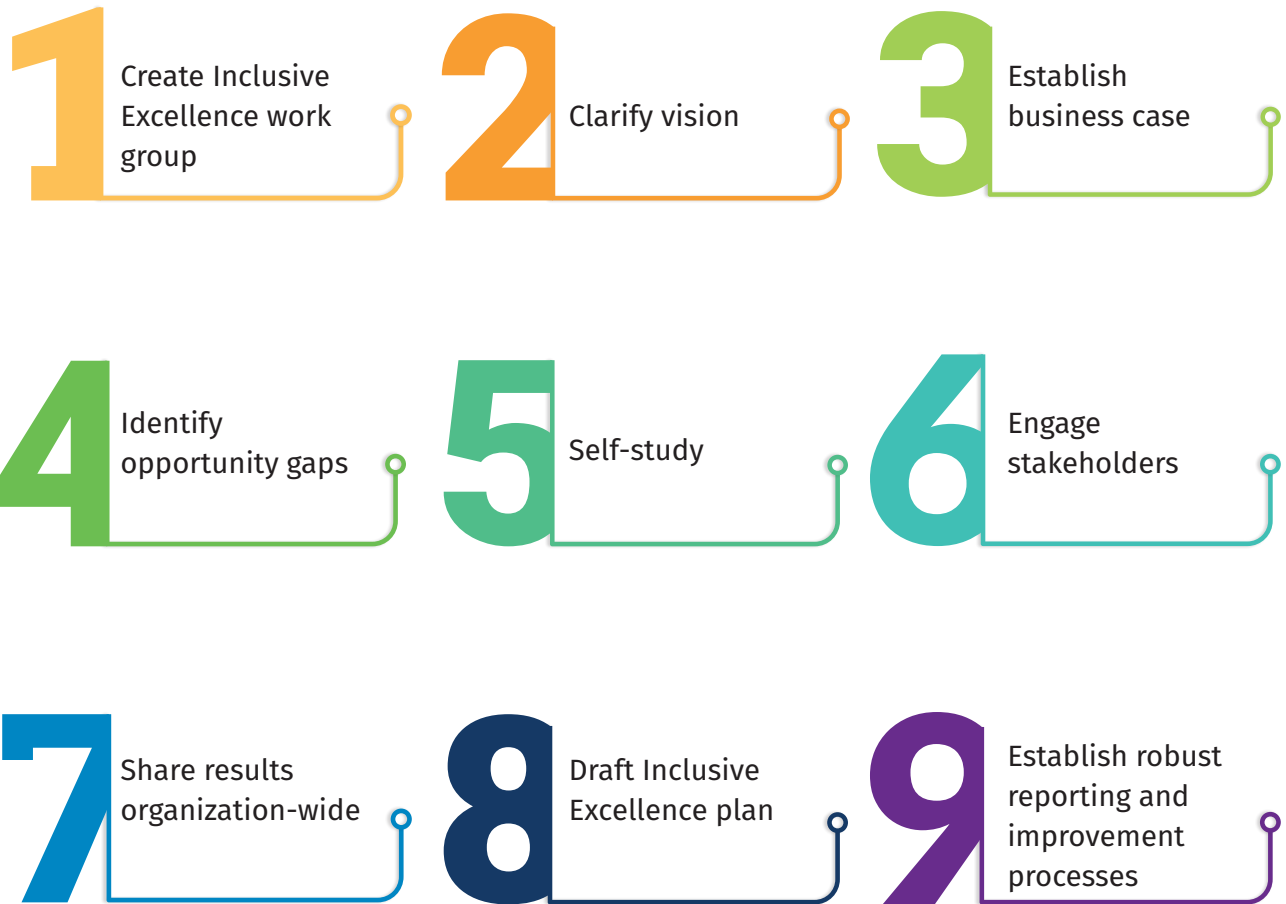 1
Create Inclusive
Excellence work
group
2
Clarify vision
3
Establish
business case
4
Identify
opportunity gaps
5
Self-study
6
Engage
stakeholders
7
Share results
organization-wide
8
Draft Inclusive
Excellence plan
9
Establish robust
reporting and
improvement
processes